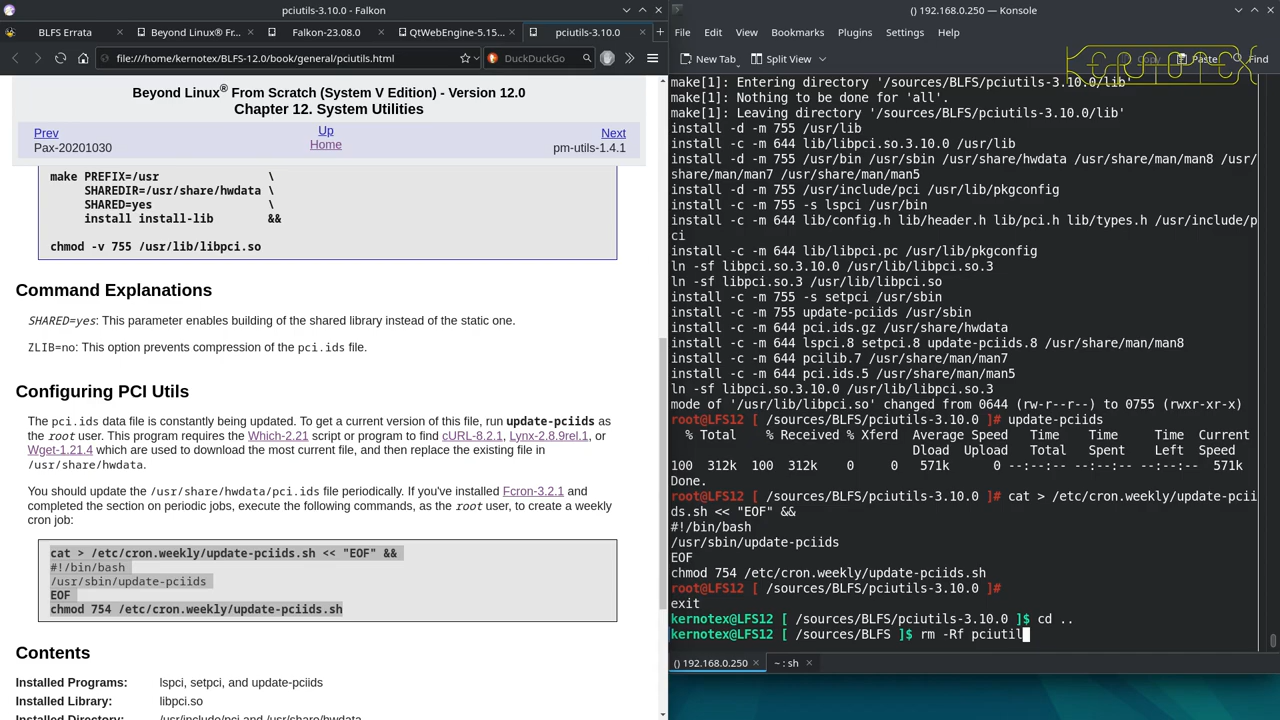 pciutils-3.10.0 - Falkon
BLFS Errata
Beyond Linux® Fr...
Falkon-23.08.0
QtWebEngine-5.15...
pciutils-3.10.0
file:///home/kernotex/BLFS-12.0/book/general/pciutils.html
DuckDuckGo
Beyond Linux® From Scratch (System V Edition) - Version 12.0
Chapter 12. System Utilities
Prev
Up
Next
Pax-20201030
Home
pm-utils-1.4.1
make PREFIX=/usr \
SHAREDIR=/usr/share/hwdata \
SHARED=yes \
install install-lib &&
chmod -v 755 /usr/lib/libpci.so
Command Explanations
SHARED=yes: This parameter enables building of the shared library instead of the static one.
ZLIB=no: This option prevents compression of the pci.ids file.
Configuring PCI Utils
The pci.ids data file is constantly being updated. To get a current version of this file, run update-pciids as
the root user. This program requires the Which-2.21 script or program to find cURL-8.2.1, Lynx-2.8.9rel.1, or
Wget-1.21.4 which are used to download the most current file, and then replace the existing file in
/usr/share/hwdata.
You should update the /usr/share/hwdata/pci.ids file periodically. If you've installed Fcron-3.2.1 and
completed the section on periodic jobs, execute the following commands, as the root user, to create a weekly
cron job:
cat > /etc/cron.weekly/update-pciids.sh << "EOF" &&
#!/bin/bash
/usr/sbin/update-pciids
EOF
chmod 754 /etc/cron.weekly/update-pciids.sh
Contents
Installed Programs: lspci, setpci, and update-pciids
Installed Library: libpci.so
Installed Directory: /usr/include/pci and /usr/share/hwdata
() 192.168.0.250 — Konsole
File Edit View Bookmarks Plugins Settings Help
New Tab
Split View
Copy
Paste
Find
KERNOTEX
make[1]: Entering directory '/sources/BLFS/pciutils-3.10.0/lib'
make[1]: Nothing to be done for 'all'.
make[1]: Leaving directory '/sources/BLFS/pciutils-3.10.0/lib'
install -d -m 755 /usr/lib
install -c -m 644 lib/libpci.so.3.10.0 /usr/lib
install -d -m 755 /usr/bin /usr/sbin /usr/share/hwdata /usr/share/man/man8 /usr/
share/man/man7 /usr/share/man/man5
install -d -m 755 /usr/include/pci /usr/lib/pkgconfig
install -c -m 755 -s lspci /usr/bin
install -c -m 644 lib/config.h lib/header.h lib/pci.h lib/types.h /usr/include/p
ci
install -c -m 644 lib/libpci.pc /usr/lib/pkgconfig
ln -sf libpci.so.3.10.0 /usr/lib/libpci.so.3
ln -sf libpci.so.3 /usr/lib/libpci.so
install -c -m 755 -s setpci /usr/sbin
install -c -m 755 update-pciids /usr/sbin
install -c -m 644 pci.ids.gz /usr/share/hwdata
install -c -m 644 lspci.8 setpci.8 update-pciids.8 /usr/share/man/man8
install -c -m 644 pcilib.7 /usr/share/man/man7
install -c -m 644 pci.ids.5 /usr/share/man/man5
ln -sf libpci.so.3.10.0 /usr/lib/libpci.so.3
mode of '/usr/lib/libpci.so' changed from 0644 (rw-r--r--) to 0755 (rwxr-xr-x)
root@LFS12 [ /sources/BLFS/pciutils-3.10.0 ]# update-pciids
% Total % Received % Xferd Average Speed Time Time Time Current
Dload Upload Total Spent Left Speed
100 312k 100 312k 0 0 571k 0 --:--:-- --:--:-- --:--:-- 571k
Done.
root@LFS12 [ /sources/BLFS/pciutils-3.10.0 ]# cat > /etc/cron.weekly/update-pcii
ds.sh << "EOF" &&
#!/bin/bash
/usr/sbin/update-pciids
EOF
chmod 754 /etc/cron.weekly/update-pciids.sh
root@LFS12 [ /sources/BLFS/pciutils-3.10.0 ]#
exit
kernotex@LFS12 [ /sources/BLFS/pciutils-3.10.0 ]$ cd ..
kernotex@LFS12 [ /sources/BLFS ]$ rm -Rf pciutil
() 192.168.0.250
~ : sh